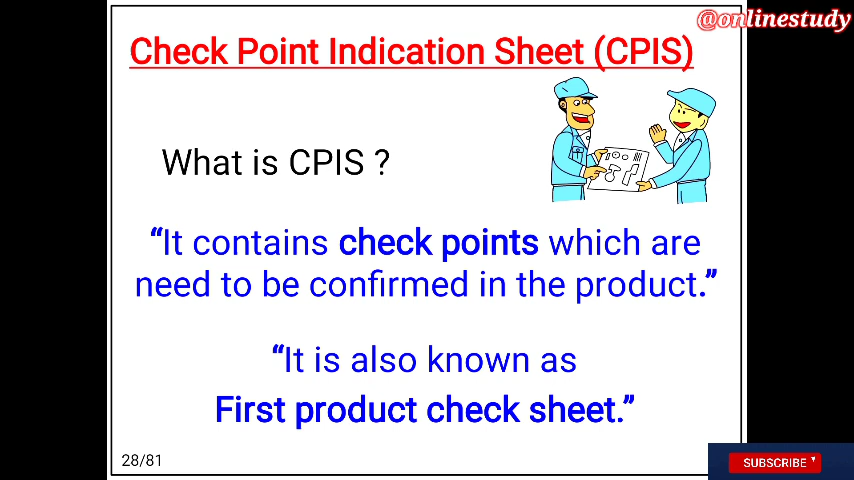 @onlinestudy
Check Point Indication Sheet (CPIS)
What is CPIS ?
“It contains check points which are
need to be confirmed in the product.”
“It is also known as
First product check sheet.”
28/81
SUBSCRIBE